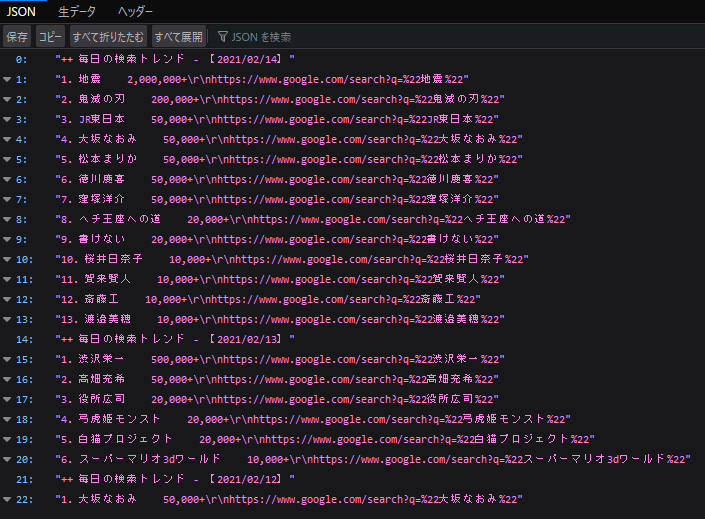 JSON 生データ ヘッダー
保存 コピー すべて折りたたむ すべて展開 JSON を検索
0: "++ 毎日の検索トレンド - 【2021/02/14】"
1: "1. 地震 2,000,000+\r\nhttps://www.google.com/search?q=%22地震%22"
2: "2. 鬼滅の刃 200,000+\r\nhttps://www.google.com/search?q=%22鬼滅の刃%22"
3: "3. JR東日本 50,000+\r\nhttps://www.google.com/search?q=%22JR東日本%22"
4: "4. 大坂なおみ 50,000+\r\nhttps://www.google.com/search?q=%22大坂なおみ%22"
5: "5. 松本まりか 50,000+\r\nhttps://www.google.com/search?q=%22松本まりか%22"
6: "6. 徳川慶喜 50,000+\r\nhttps://www.google.com/search?q=%22徳川慶喜%22"
7: "7. 窪塚洋介 50,000+\r\nhttps://www.google.com/search?q=%22窪塚洋介%22"
8: "8. ヘチ王座への道 20,000+\r\nhttps://www.google.com/search?q=%22ヘチ王座への道%22"
9: "9. 書けない 20,000+\r\nhttps://www.google.com/search?q=%22書けない%22"
10: "10. 桜井日奈子 10,000+\r\nhttps://www.google.com/search?q=%22桜井日奈子%22"
11: "11. 賀来賢人 10,000+\r\nhttps://www.google.com/search?q=%22賀来賢人%22"
12: "12. 斎藤工 10,000+\r\nhttps://www.google.com/search?q=%22斎藤工%22"
13: "13. 渡邉美穂 10,000+\r\nhttps://www.google.com/search?q=%22渡邉美穂%22"
14: "++ 毎日の検索トレンド - 【2021/02/13】"
15: "1. 渋沢栄一 500,000+\r\nhttps://www.google.com/search?q=%22渋沢栄一%22"
16: "2. 高畑充希 50,000+\r\nhttps://www.google.com/search?q=%22高畑充希%22"
17: "3. 役所広司 20,000+\r\nhttps://www.google.com/search?q=%22役所広司%22"
18: "4. 弓虎姫モンスト 20,000+\r\nhttps://www.google.com/search?q=%22弓虎姫モンスト%22"
19: "5. 白猫プロジェクト 20,000+\r\nhttps://www.google.com/search?q=%22白猫プロジェクト%22"
20: "6. スーパーマリオ3dワールド 10,000+\r\nhttps://www.google.com/search?q=%22スーパーマリオ3dワールド%22"
21: "++ 毎日の検索トレンド - 【2021/02/12】"
22: "1. 大坂なおみ 50,000+\r\nhttps://www.google.com/search?q=%22大坂なおみ%22"